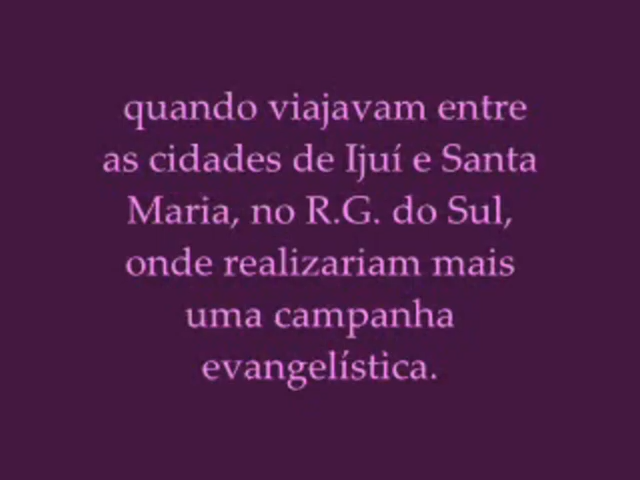 quando viajavam entre
as cidades de Ijuí e Santa
Maria, no R.G. do Sul,
onde realizariam mais
uma campanha
evangelística.